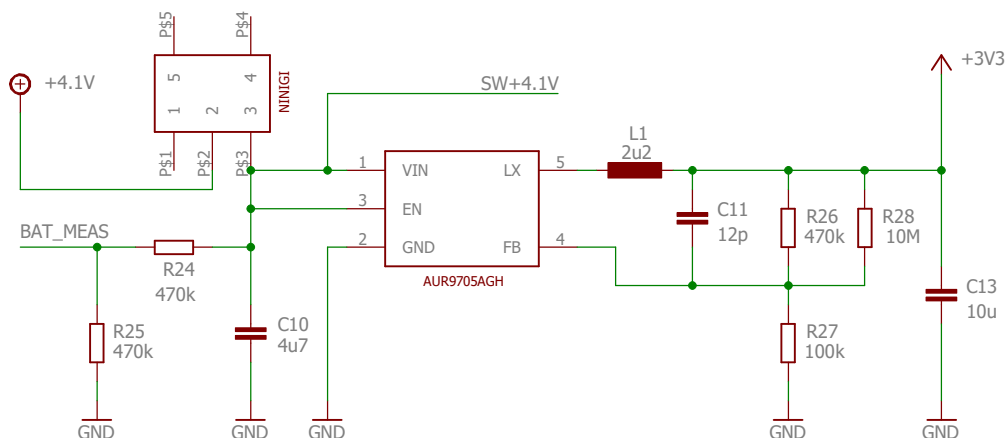 P$5
P$4
+4.1V
5
4
NINIGI
SW+4.1V
+3V3
1
2
3
P$1
P$2
P$3
L1
2u2
1
VIN
LX
5
3
EN
BAT_MEAS
2
GND
FB
4
AUR9705AGH
C11
12p
R26
470k
R28
10M
R24
470k
C13
10u
R25
470k
C10
4u7
R27
100k
GND
GND
GND
GND
GND